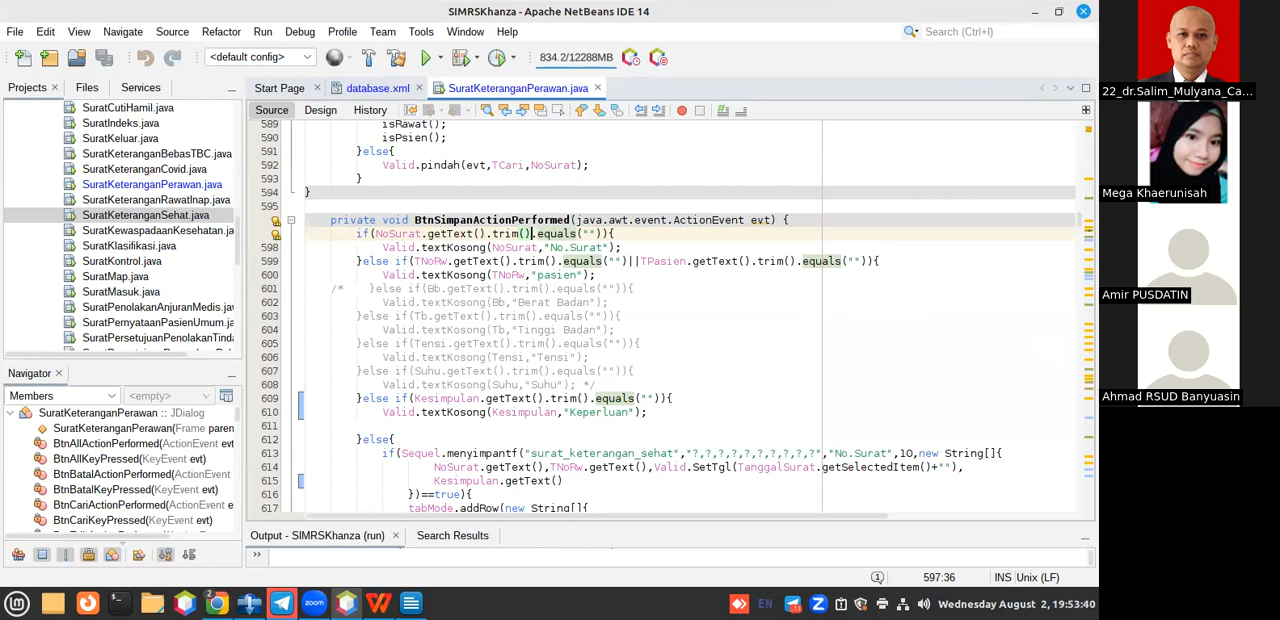 SIMRSKhanza - Apache NetBeans IDE 14
File Edit View Navigate Source Refactor Run Debug Profile Team Tools Window Help
Search (Ctrl+I)
<default config>
834.2/12288MB
Projects Files Services
Start Page database.xml SuratKeteranganPerawan.java
Source Design History
SuratCutiHamil.java
SuratIndeks.java
SuratKeluar.java
SuratKeteranganBebasTBC.java
SuratKeteranganCovid.java
SuratKeteranganPerawan.java
SuratKeteranganRawatInap.java
SuratKeteranganSehat.java
SuratKewaspadaanKesehatan.java
SuratKlasifikasi.java
SuratKontrol.java
SuratMap.java
SuratMasuk.java
SuratPenolakanAnjuranMedis.java
SuratPernyataanPasienUmum.java
SuratPersetujuanPenolakanTinda
Navigator
Members <empty>
SuratKeteranganPerawan :: JDialog
SuratKeteranganPerawan(Frame paren
BtnAllActionPerformed(ActionEvent evt
BtnAllKeyPressed(KeyEvent evt)
BtnBatalActionPerformed(ActionEvent
BtnBatalKeyPressed(KeyEvent evt)
BtnCariActionPerformed(ActionEvent e
BtnCariKeyPressed(KeyEvent evt)
589 isRawat();
590 isPsien();
591 }else{
592 Valid.pindah(evt,TCari,NoSurat);
593 }
594 }
595
private void BtnSimpanActionPerformed(java.awt.event.ActionEvent evt) {
if(NoSurat.getText().trim().equals("")){
598 Valid.textKosong(NoSurat,"No.Surat");
599 }else if(TNoRw.getText().trim().equals("")||TPasien.getText().trim().equals("")){
600 Valid.textKosong(TNoRw,"pasien");
601 /* }else if(Bb.getText().trim().equals("")){
602 Valid.textKosong(Bb,"Berat Badan");
603 }else if(Tb.getText().trim().equals("")){
604 Valid.textKosong(Tb,"Tinggi Badan");
605 }else if(Tensi.getText().trim().equals("")){
606 Valid.textKosong(Tensi,"Tensi");
607 }else if(Suhu.getText().trim().equals("")){
608 Valid.textKosong(Suhu,"Suhu"); */
609 }else if(Kesimpulan.getText().trim().equals("")){
610 Valid.textKosong(Kesimpulan,"Keperluan");
611
612 }else{
613 if(Sequel.menyimpantf("surat_keterangan_sehat","?,?,?,?,?,?,?,?,?,?","No.Surat",10,new String[]{
614 NoSurat.getText(),TNoRw.getText(),Valid.SetTgl(TanggalSurat.getSelectedItem()+""),
615 Kesimpulan.getText()
616 })==true){
617 tabMode.addRow(new String[]{
Output - SIMRSKhanza (run) Search Results
597:36 INS Unix (LF)
EN Wednesday August 2, 19:53:40
22_dr.Salim_Mulyana_Ca...
Mega Khaerunisah
Amir PUSDATIN
Ahmad RSUD Banyuasin